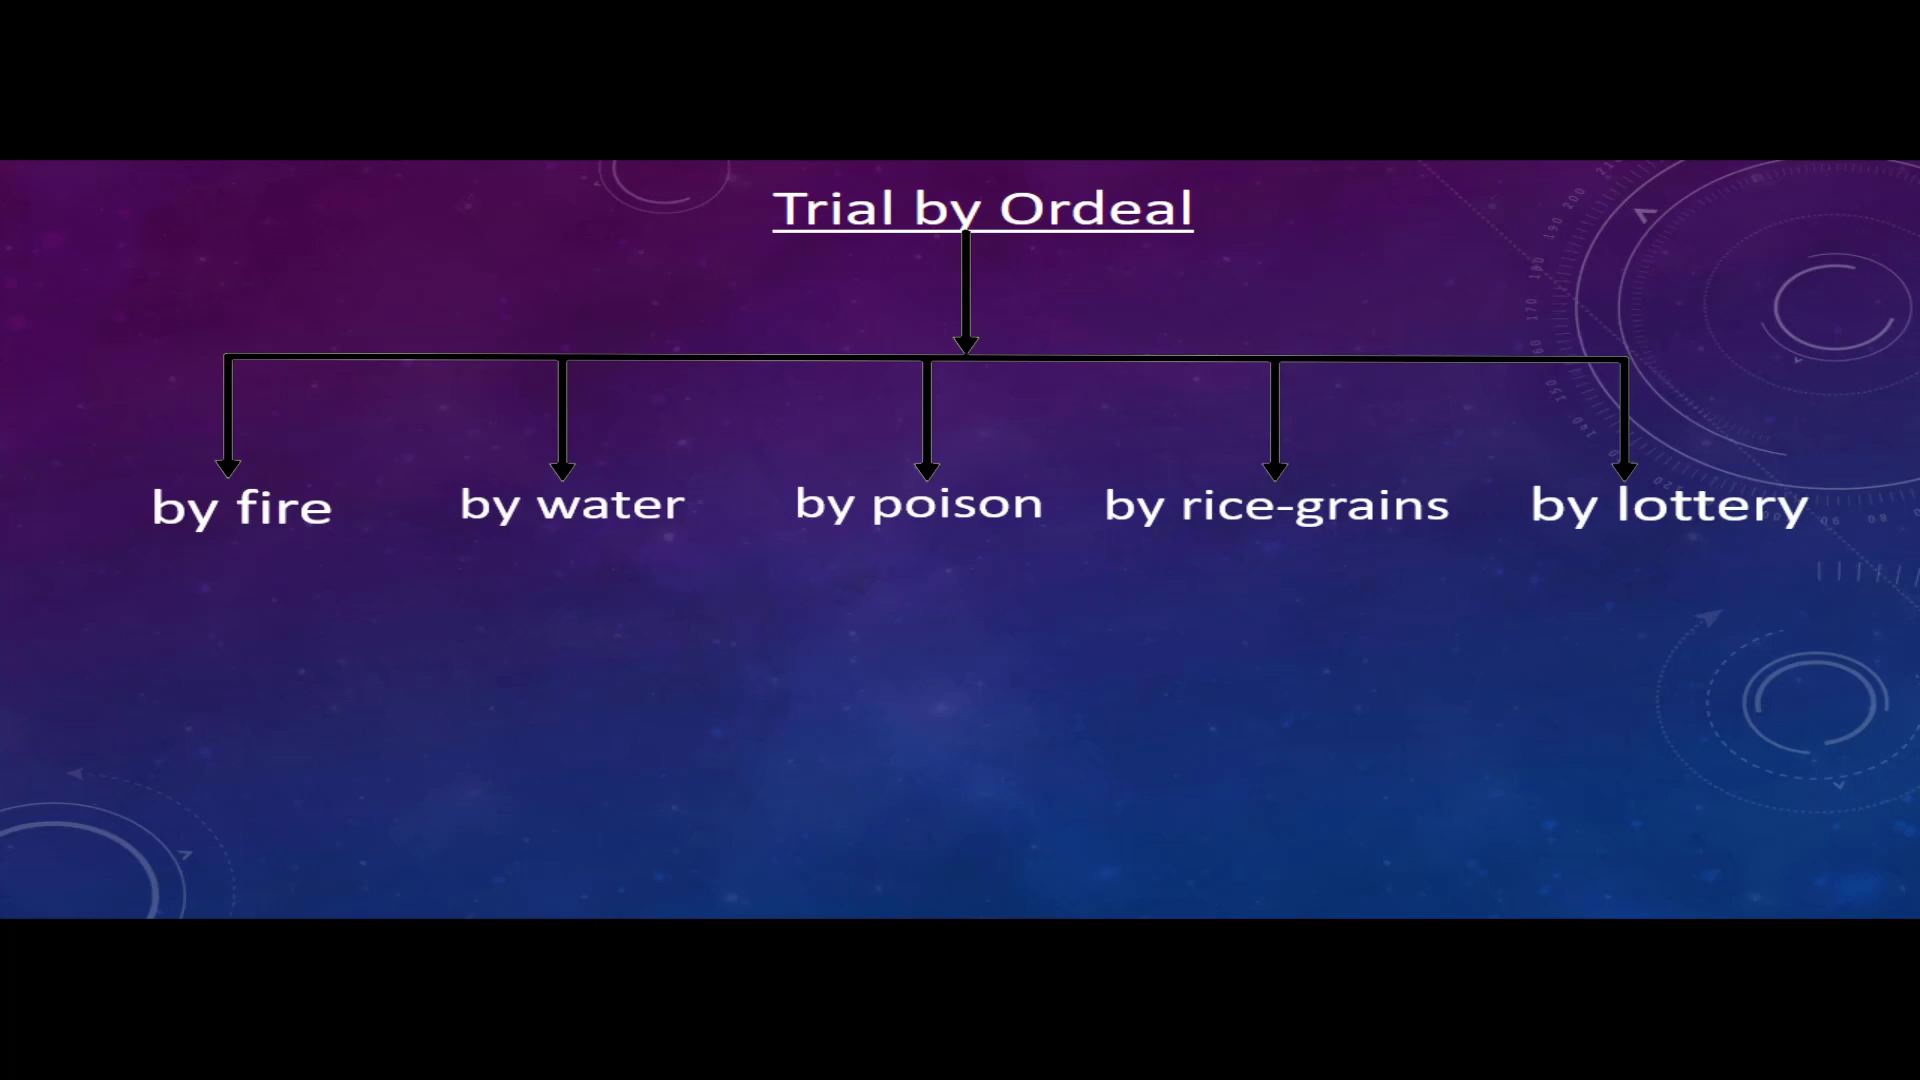 Trial by Ordeal
by fire
by water
by poison
by rice-grains
by lottery